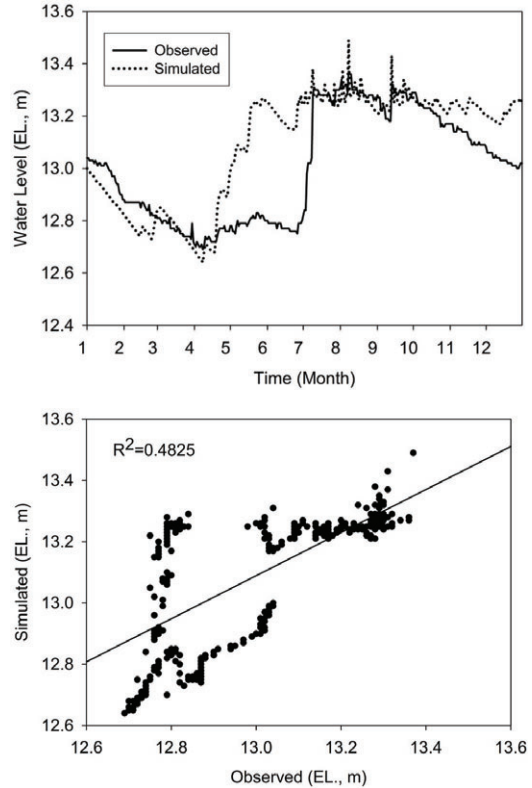 13.6
13.4
13.2
13.0
12.8
12.6
12.4
Water Level (EL., m)
Observed
Simulated
1 2 3 4 5 6 7 8 9 10 11 12
Time (Month)
13.6
13.4
13.2
13.0
12.8
12.6
Simulated (EL., m)
R²=0.4825
12.6 12.8 13.0 13.2 13.4 13.6
Observed (EL., m)